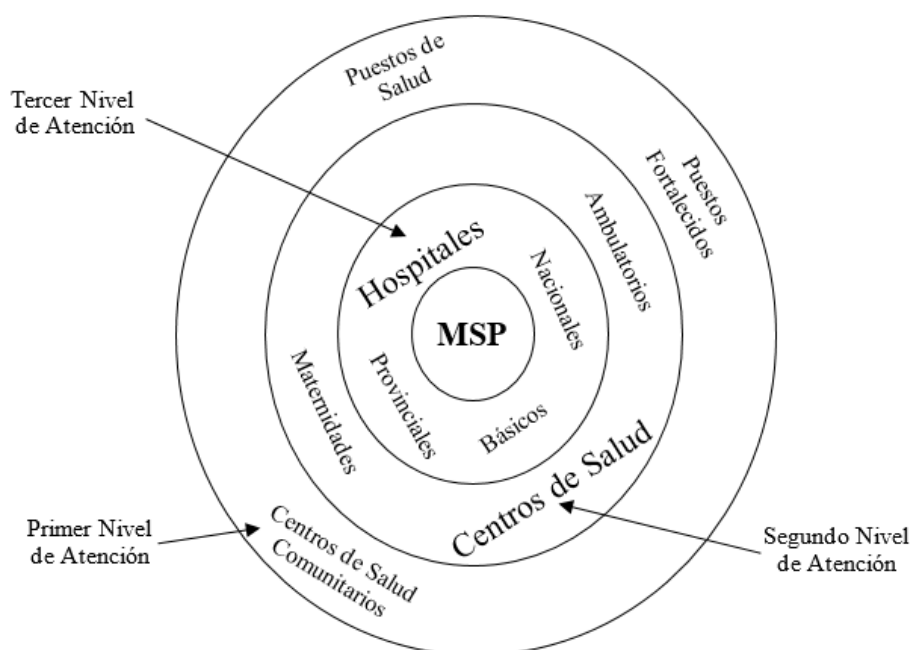 Puestos de
Salud
Tercer Nivel
de Atención
Puestos
Fortalecidos
Ambulatorios
Hospitales
Nacionales
MSP
Maternidades
Provinciales
Básicos
Centros de Salud
Primer Nivel
de Atención
Centros de Salud
Comunitarios
Segundo Nivel
de Atención